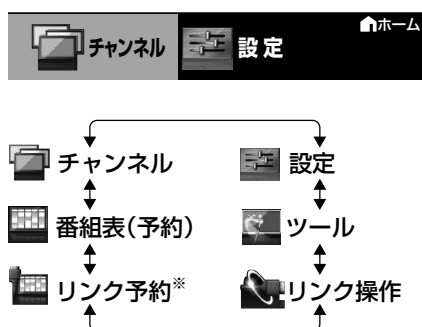 チャンネル 設定 ホーム
チャンネル 設定
番組表(予約) ツール
リンク予約※ リンク操作